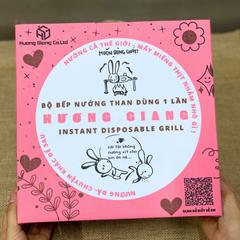 Hương Giang Co.Ltd
NƯỚNG CẢ THẾ GIỚI, MẤY MIẾNG THỊT NHẰM NHÒ GÌ!
BỘ BẾP NƯỚNG THAN DÙNG 1 LẦN
HƯƠNG GIANG
INSTANT DISPOSABLE GRILL
NƯỚNG ĐÃ, CHUYỆN KHÁC ĐỂ SAU